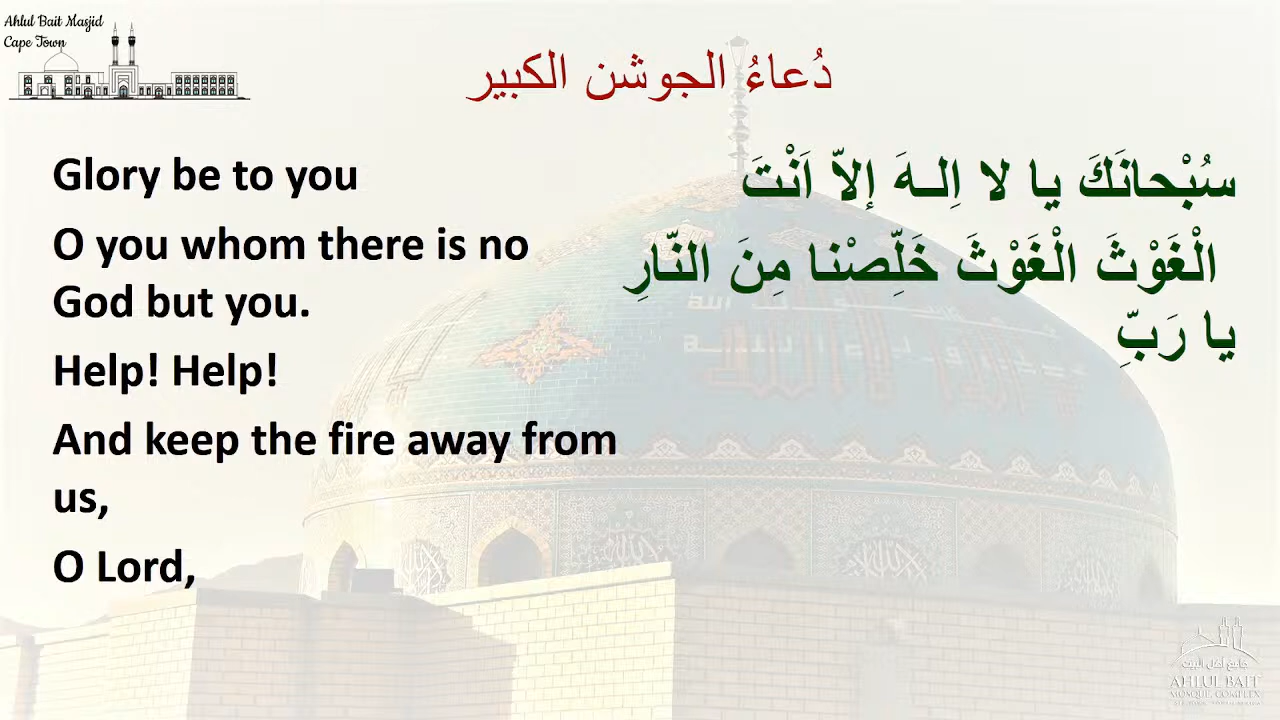 Ahlul Bait Masjid
Cape Town
دُعاءُ الجوشن الكبير
Glory be to you
O you whom there is no
God but you.
Help! Help!
And keep the fire away from
us,
O Lord,
سُبْحانَكَ يا لا اِلـهَ إلاّ اَنْتَ
الْغَوْثَ الْغَوْثَ خَلِّصْنا مِنَ النّارِ
يا رَبِّ
AHLUL BAIT
MOSQUE COMPLEX